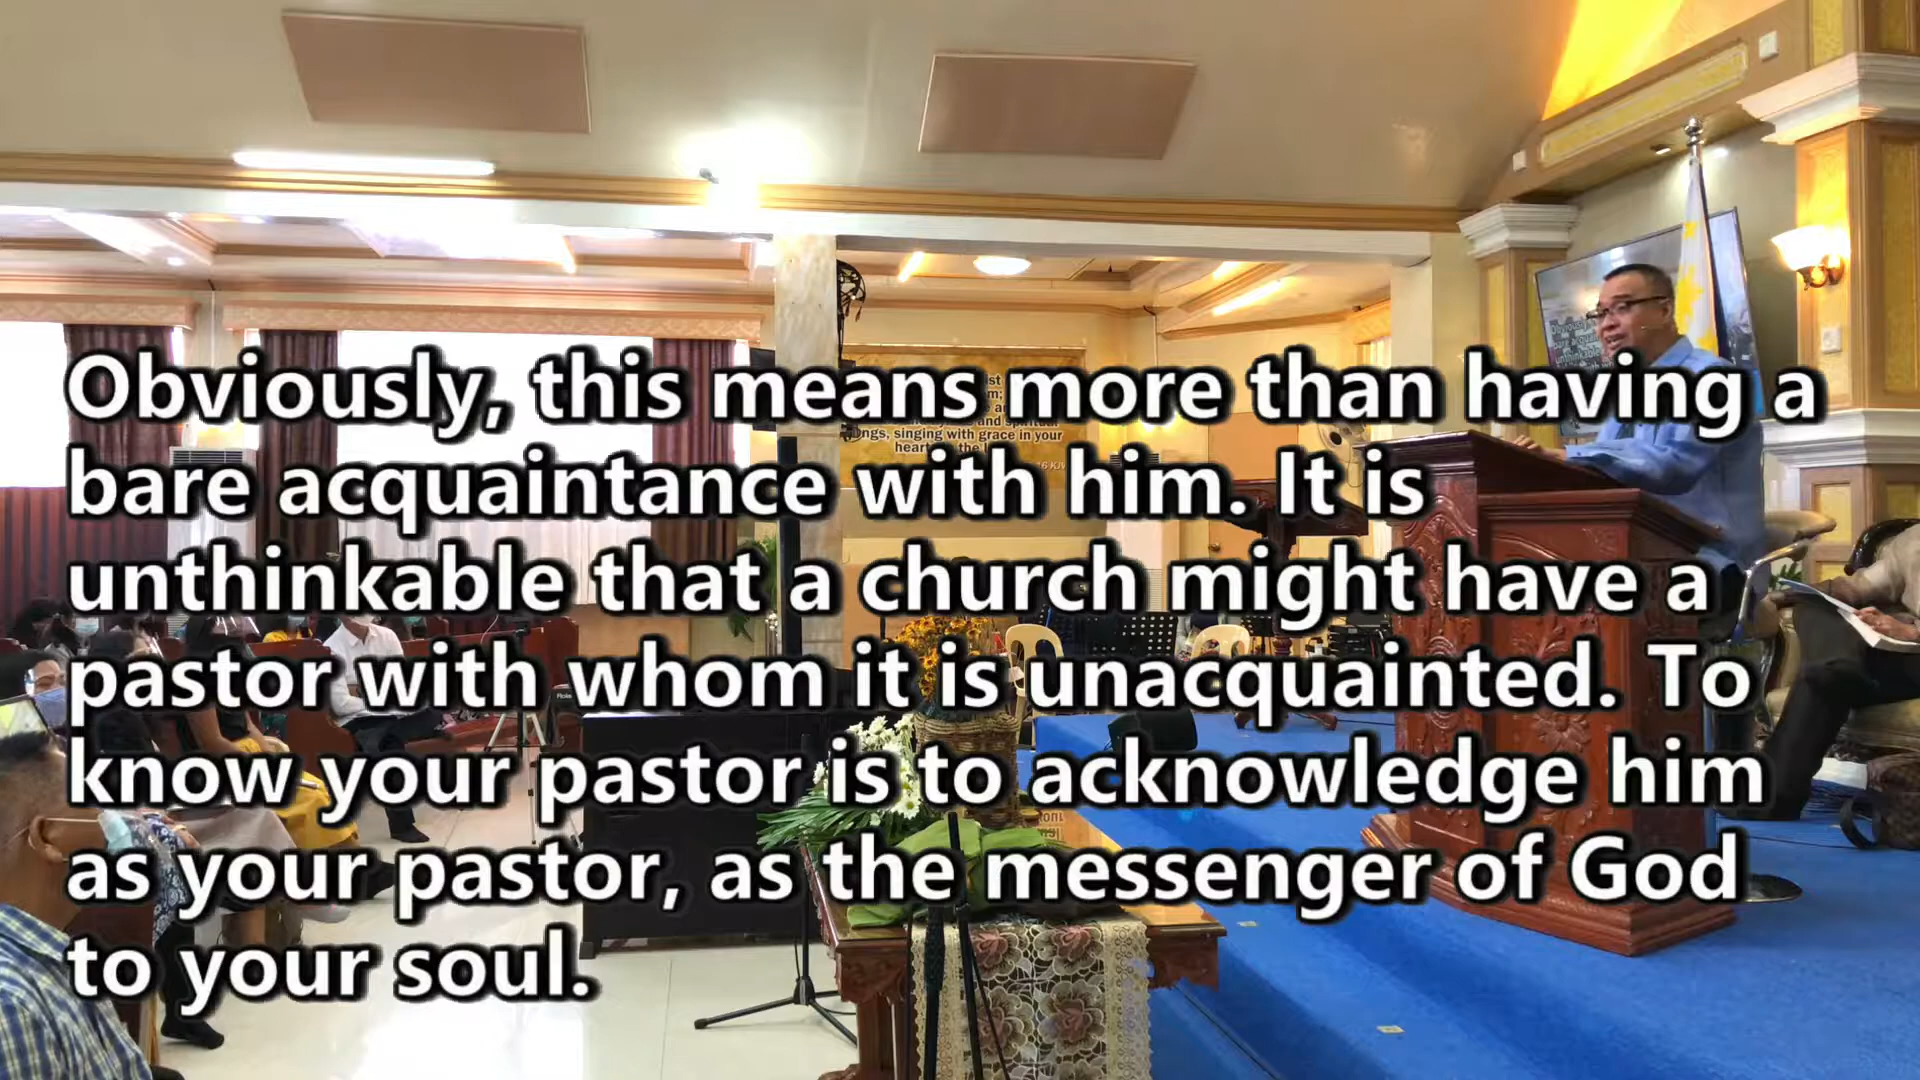 Obviously, this means more than having a
bare acquaintance with him. It is
unthinkable that a church might have a
pastor with whom it is unacquainted. To
know your pastor is to acknowledge him
as your pastor, as the messenger of God
to your soul.
and
singing with grace in your
the